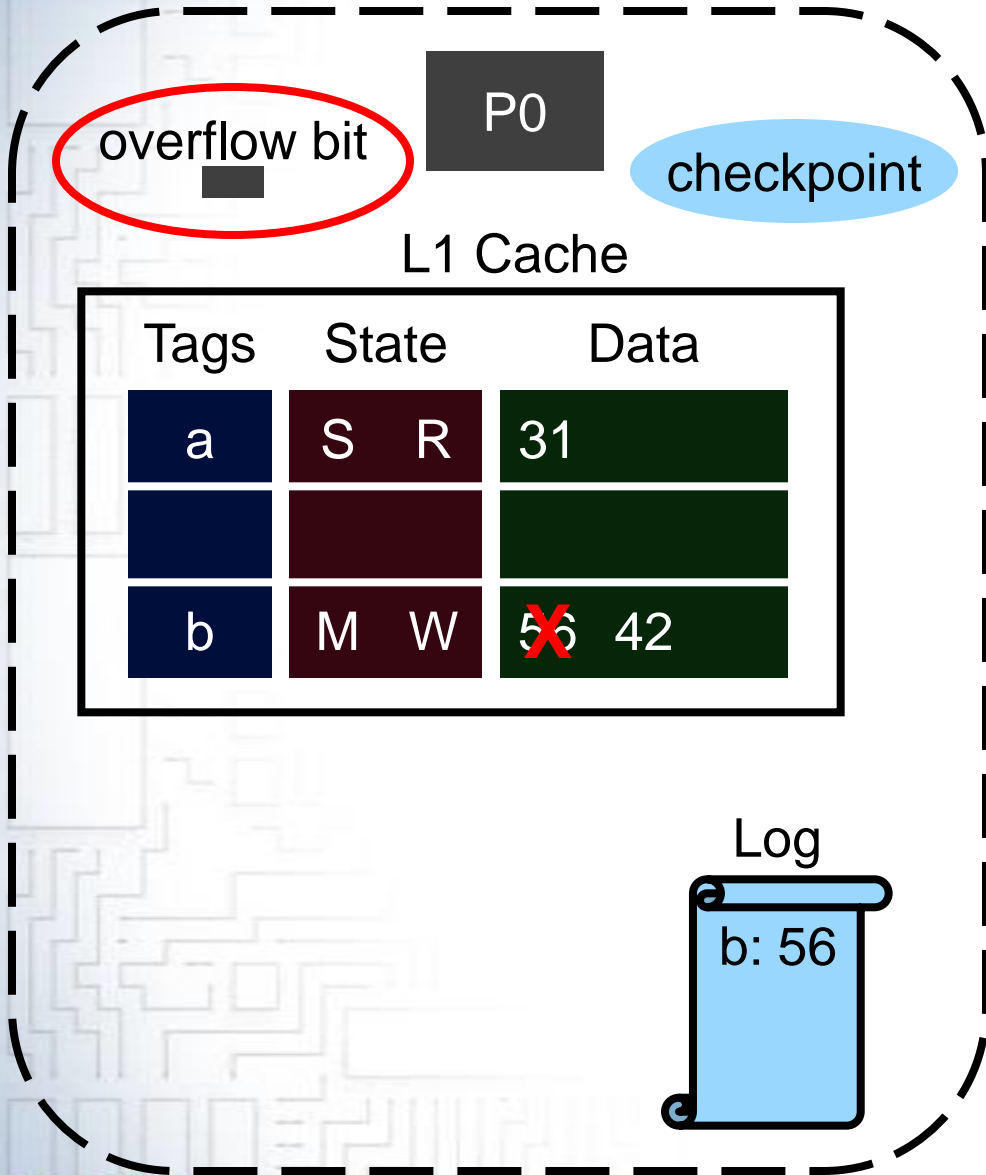 P0
overflow bit
checkpoint
L1 Cache
Tags State Data
a S R 31
b M W 56 X 42
Log
b: 56